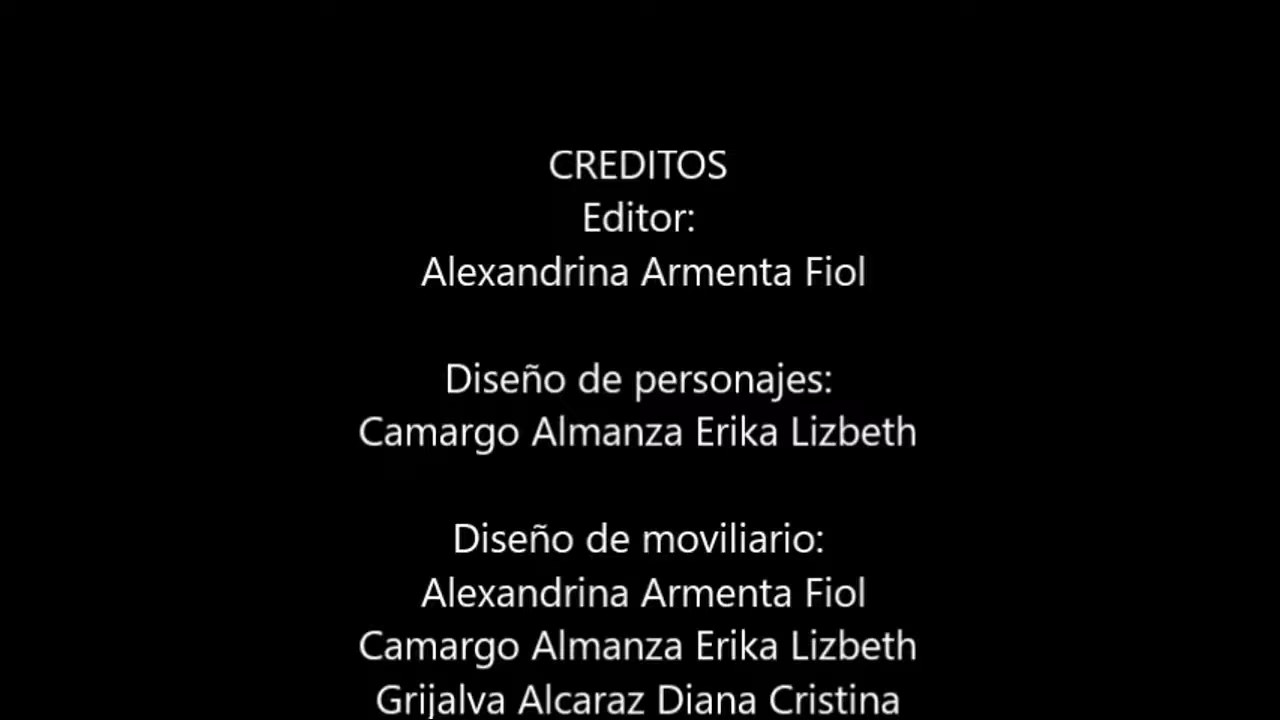 CREDITOS
Editor:
Alexandrina Armenta Fiol
Diseño de personajes:
Camargo Almanza Erika Lizbeth
Diseño de moviliario:
Alexandrina Armenta Fiol
Camargo Almanza Erika Lizbeth
Grijalva Alcaraz Diana Cristina